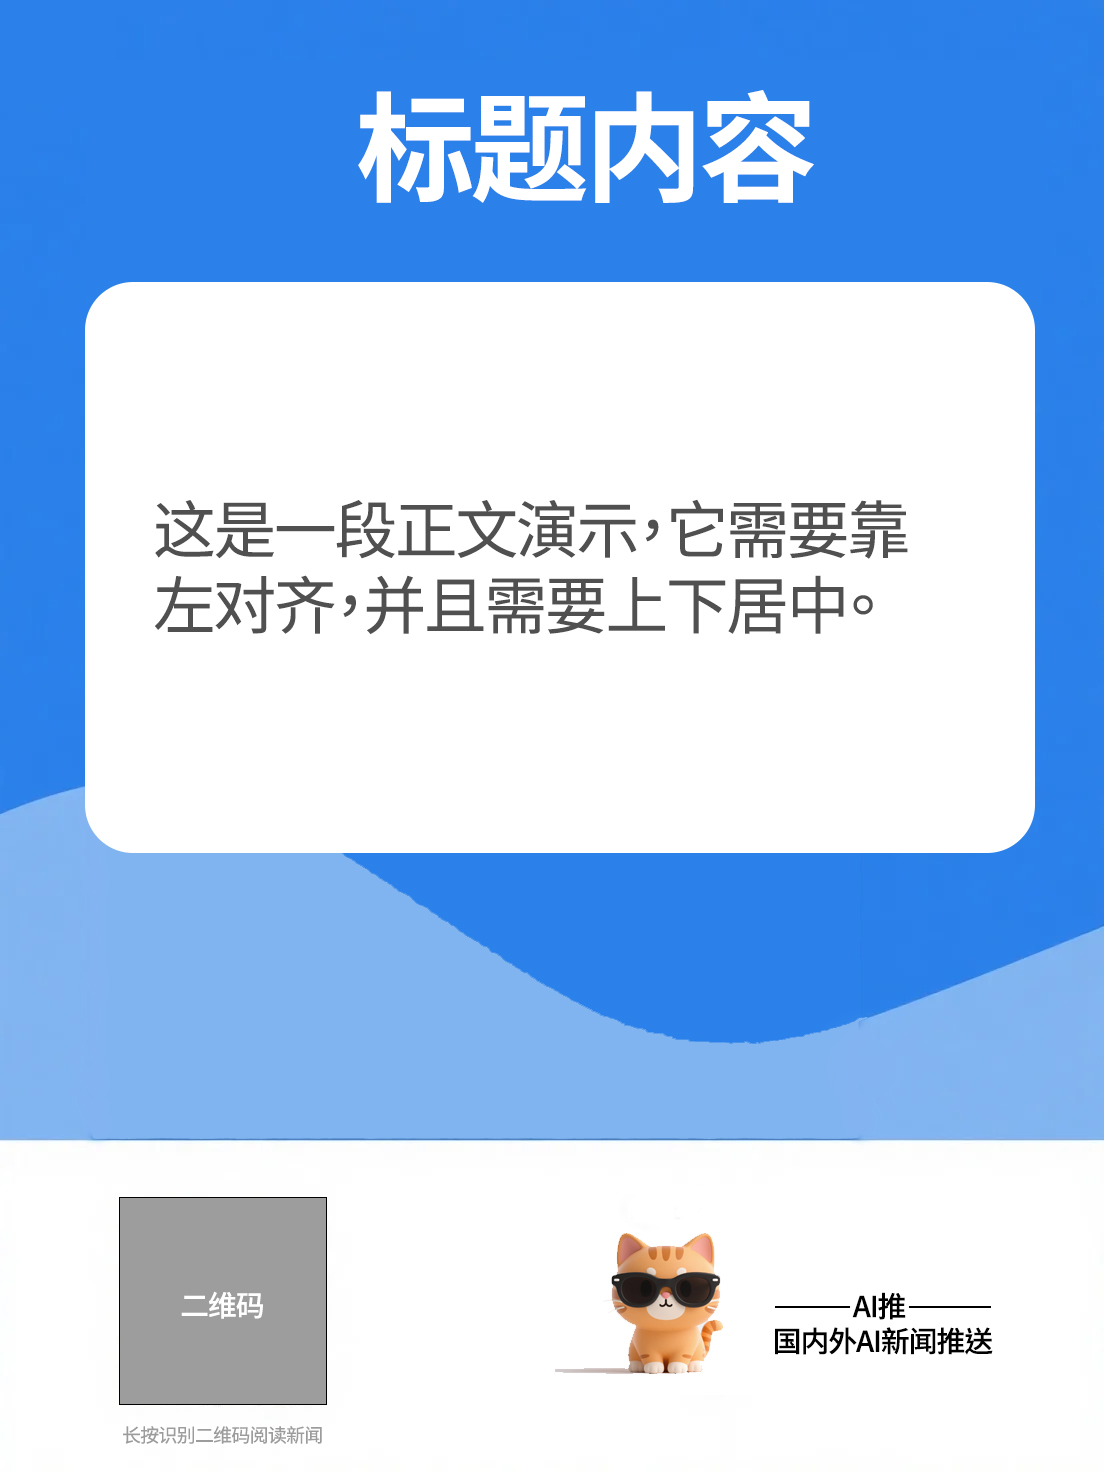 标题内容
这是一段正文演示，它需要靠
左对齐，并且需要上下居中。
二维码
长按识别二维码阅读新闻
AI推
国内外AI新闻推送